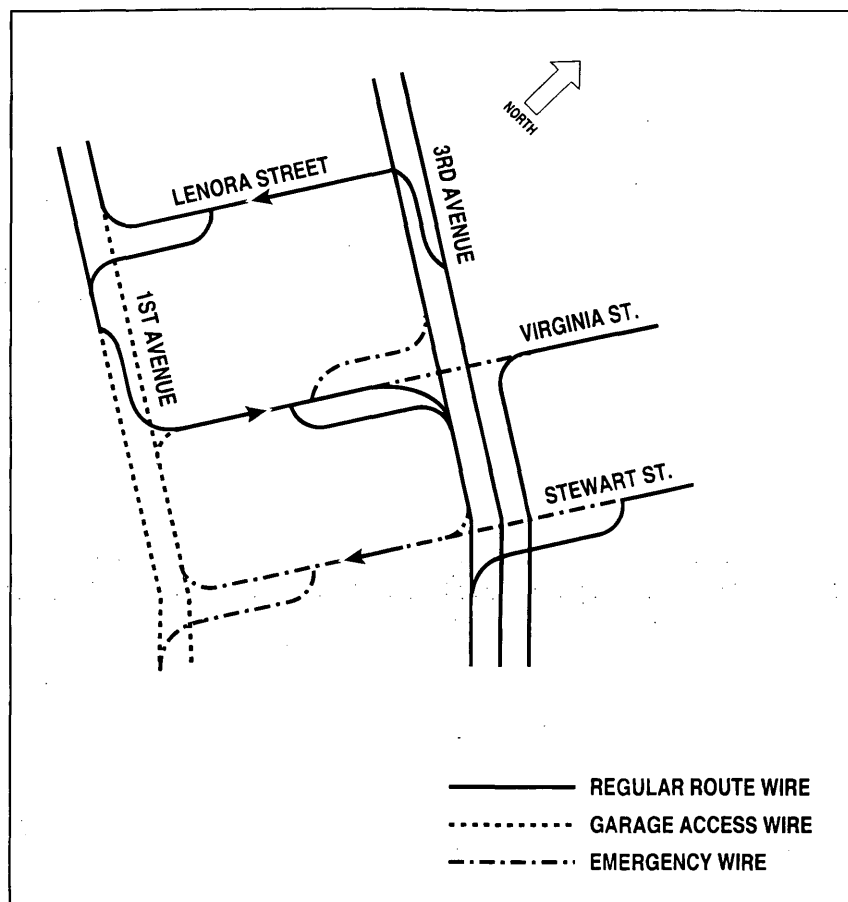 NORTH
LENORA STREET
3RD AVENUE
1ST AVENUE
VIRGINIA ST.
STEWART ST.
REGULAR ROUTE WIRE
GARAGE ACCESS WIRE
EMERGENCY WIRE